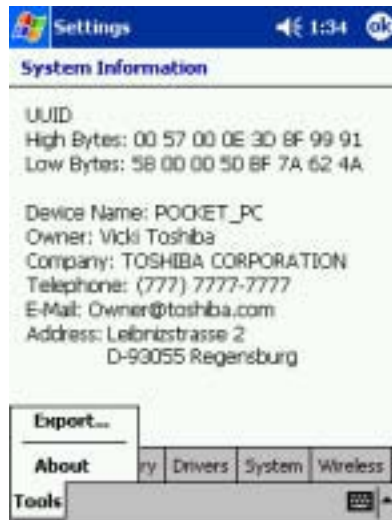 Settings 1:34 ok
System Information
UUID
High Bytes: 00 57 00 0E 3D 8F 99 91
Low Bytes: 58 00 00 50 BF 7A 62 4A
Device Name: POCKET_PC
Owner: Vicki Toshiba
Company: TOSHIBA CORPORATION
Telephone: (777) 7777-7777
E-Mail: Owner@toshiba.com
Address: Leibnizstrasse 2
D-93055 Regensburg
Export...
About ry Drivers System Wireless
Tools